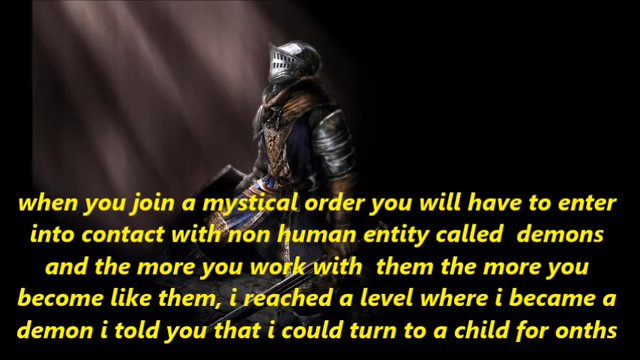 when you join a mystical order you will have to enter
into contact with non human entity called  demons
and the more you work with  them the more you
become like them, i reached a level where i became a
demon i told you that i could turn to a child for onths